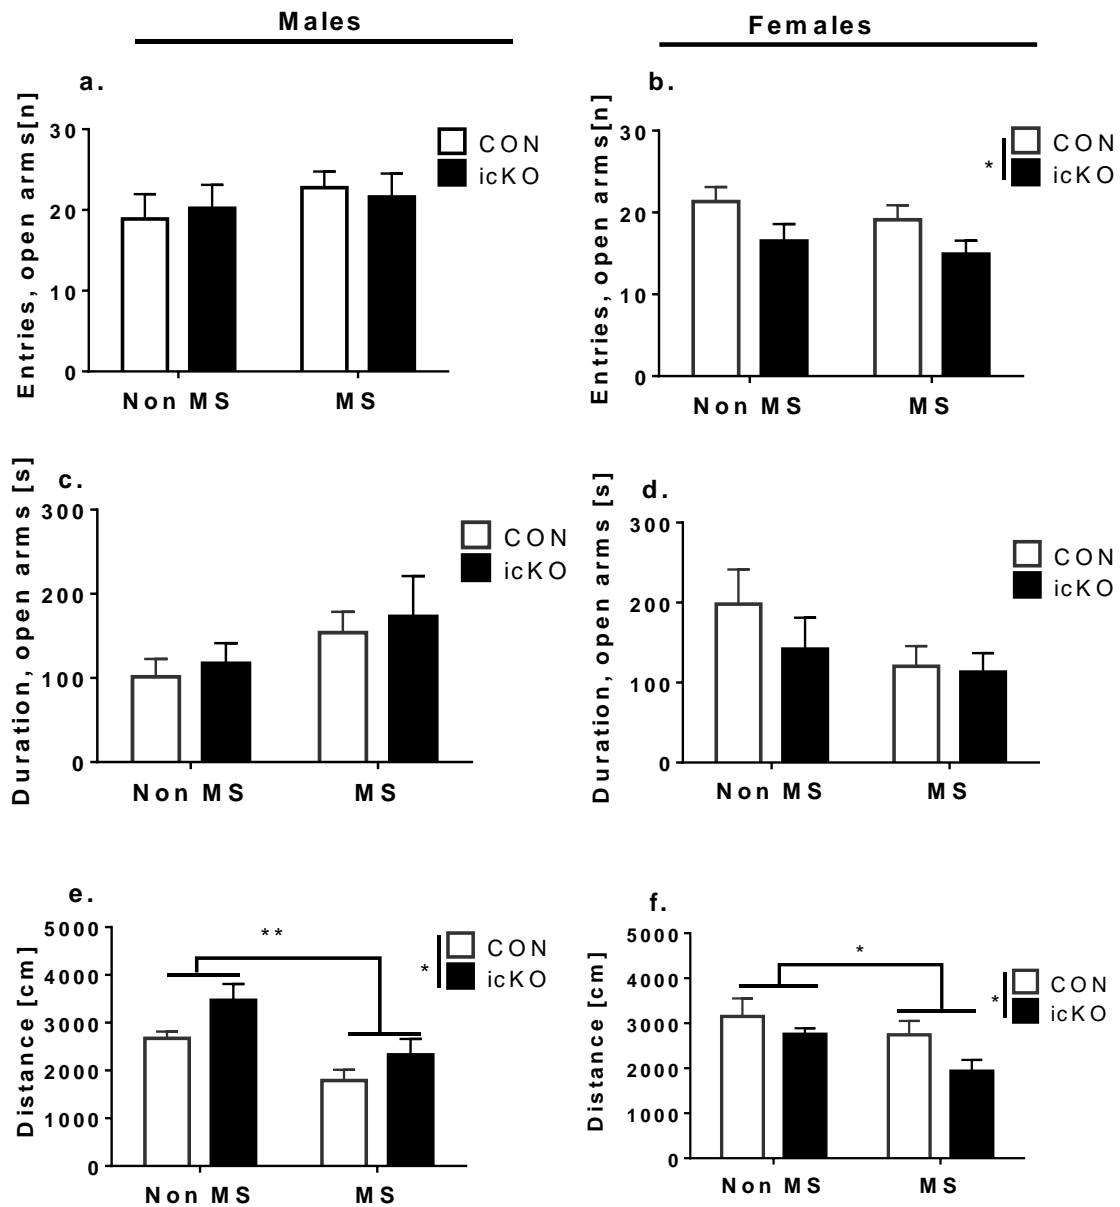 Males
Females
a.
Entries, open arms[n]
30
20
10
0
Non MS
MS
CON
icKO
b.
Entries, open arms[n]
30
20
10
0
Non MS
MS
CON
icKO
*
c.
Duration, open arms [s]
300
200
100
0
Non MS
MS
CON
icKO
d.
Duration, open arms [s]
300
200
100
0
Non MS
MS
CON
icKO
e.
Distance [cm]
5000
4000
3000
2000
1000
0
**
Non MS
MS
CON
icKO
*
f.
Distance [cm]
5000
4000
3000
2000
1000
0
*
Non MS
MS
CON
icKO
*